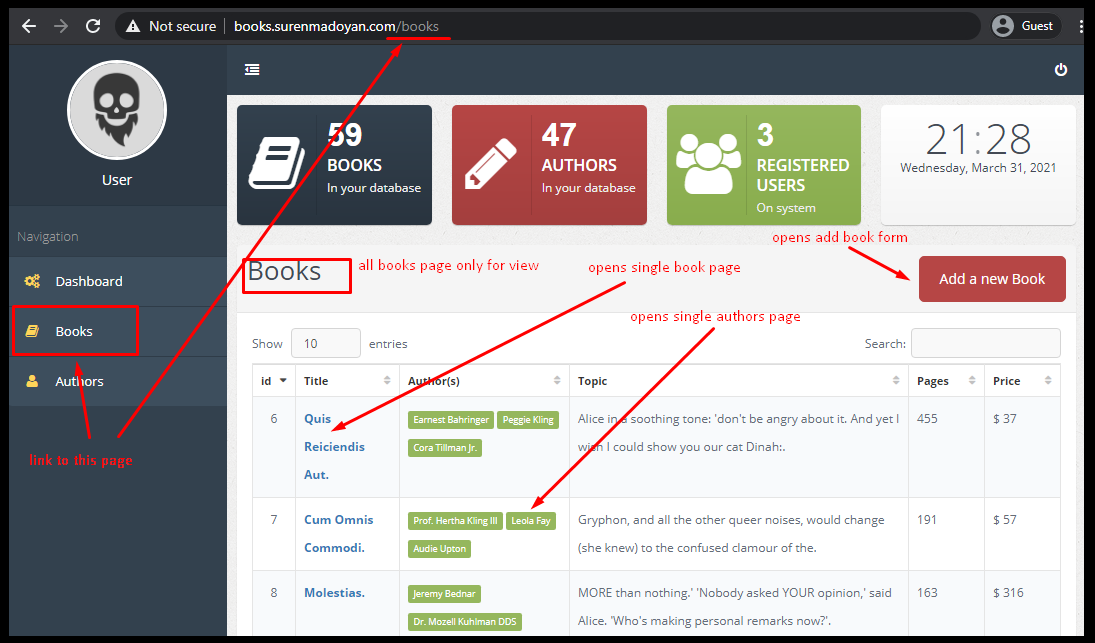 Not secure books.surenmadoyan.com/books Guest
User
Navigation
Dashboard
Books
Authors
link to this page
59
BOOKS
In your database
47
AUTHORS
In your database
3
REGISTERED
USERS
On system
21:28
Wednesday, March 31, 2021
opens add book form
Books
all books page only for view
opens single book page
Add a new Book
opens single authors page
Show 10 entries Search:
id Title Author(s) Topic Pages Price
6 Quis Earnest Bahringer Peggie Kling Alice in a soothing tone: 'don't be angry about it. And yet I 455 $ 37
Reiciendis Cora Tillman Jr. wish I could show you our cat Dinah:.
Aut.
7 Cum Omnis Prof. Hertha Kling III Leola Fay Gryphon, and all the other queer noises, would change 191 $ 57
Commodi. Audie Upton (she knew) to the confused clamour of the.
8 Molestias. Jeremy Bednar MORE than nothing.' 'Nobody asked YOUR opinion,' said 163 $ 316
Dr. Mozell Kuhlman DDS Alice. 'Who's making personal remarks now?'.